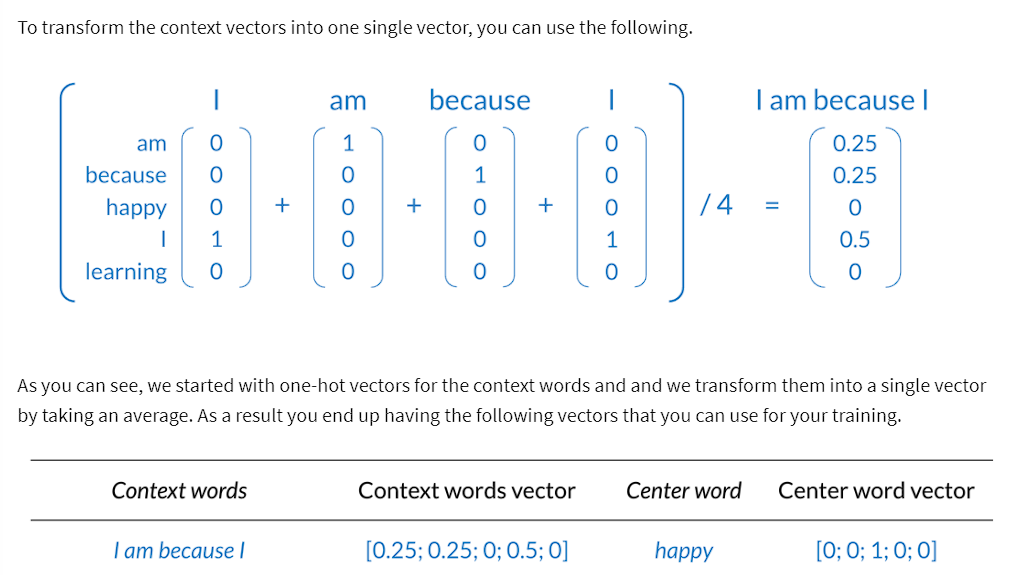 To transform the context vectors into one single vector, you can use the following.
I am because I I am because I
am 0 1 0 0 0.25
because 0 0 1 0 0.25
happy 0 + 0 + 0 + 0 / 4 = 0
I 1 0 0 1 0.5
learning 0 0 0 0 0
As you can see, we started with one-hot vectors for the context words and and we transform them into a single vector
by taking an average. As a result you end up having the following vectors that you can use for your training.
Context words Context words vector Center word Center word vector
I am because I [0.25; 0.25; 0; 0.5; 0] happy [0; 0; 1; 0; 0]